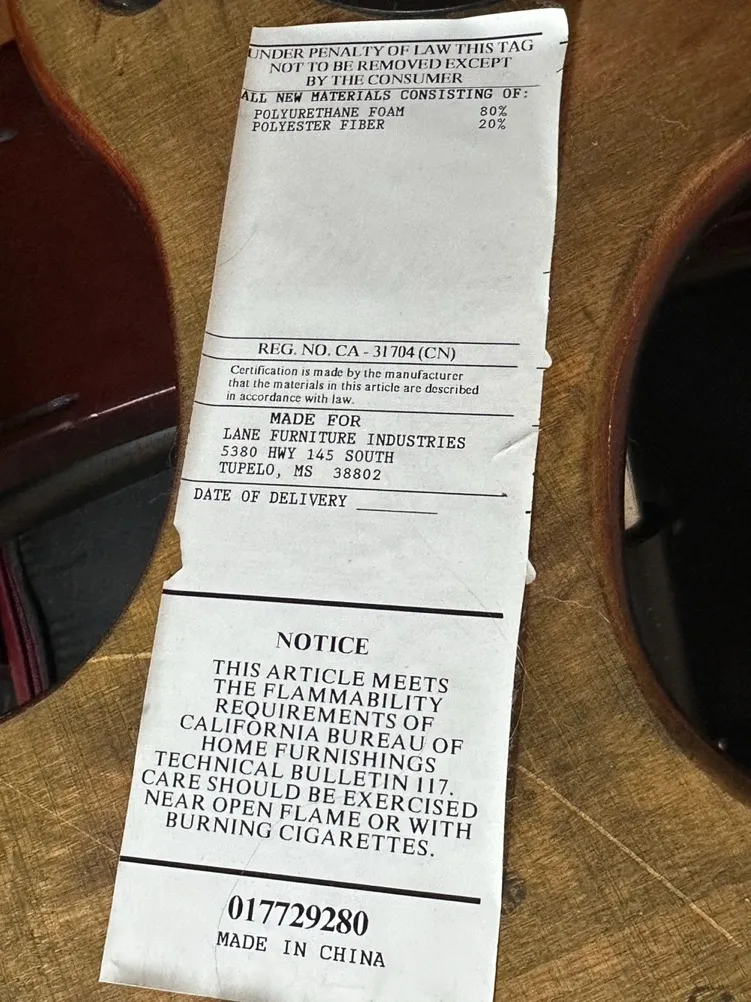 UNDER PENALTY OF LAW THIS TAG
NOT TO BE REMOVED EXCEPT
BY THE CONSUMER
ALL NEW MATERIALS CONSISTING OF:
POLYURETHANE FOAM 80%
POLYESTER FIBER 20%
REG. NO. CA - 31704 (CN)
Certification is made by the manufacturer
that the materials in this article are described
in accordance with law.
MADE FOR
LANE FURNITURE INDUSTRIES
5380 HWY 145 SOUTH
TUPELO, MS 38802
DATE OF DELIVERY ________
NOTICE
THIS ARTICLE MEETS
THE FLAMMABILITY
REQUIREMENTS OF
CALIFORNIA BUREAU OF
HOME FURNISHINGS
TECHNICAL BULLETIN 117.
CARE SHOULD BE EXERCISED
NEAR OPEN FLAME OR WITH
BURNING CIGARETTES.
017729280
MADE IN CHINA